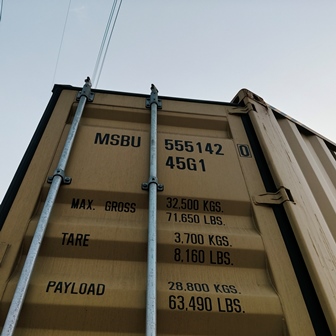 MSBU 555142 0
45G1
MAX. GROSS 32.500 KGS.
71.650 LBS.
TARE 3.700 KGS.
8.160 LBS.
PAYLOAD 28.800 KGS.
63.490 LBS.